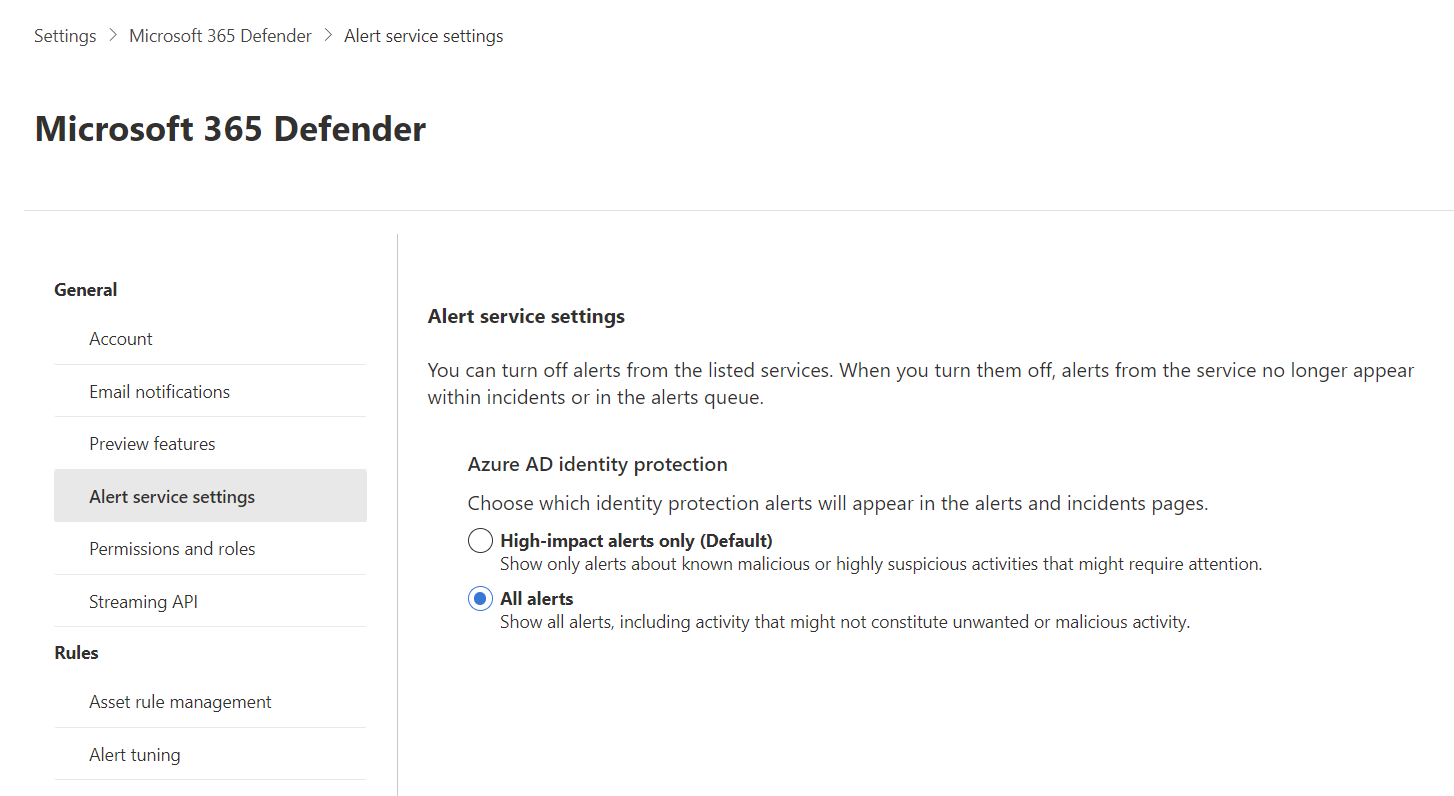 Settings > Microsoft 365 Defender > Alert service settings
Microsoft 365 Defender
General
Account
Email notifications
Preview features
Alert service settings
Permissions and roles
Streaming API
Rules
Asset rule management
Alert tuning
Alert service settings
You can turn off alerts from the listed services. When you turn them off, alerts from the service no longer appear
within incidents or in the alerts queue.
Azure AD identity protection
Choose which identity protection alerts will appear in the alerts and incidents pages.
High-impact alerts only (Default)
Show only alerts about known malicious or highly suspicious activities that might require attention.
All alerts
Show all alerts, including activity that might not constitute unwanted or malicious activity.